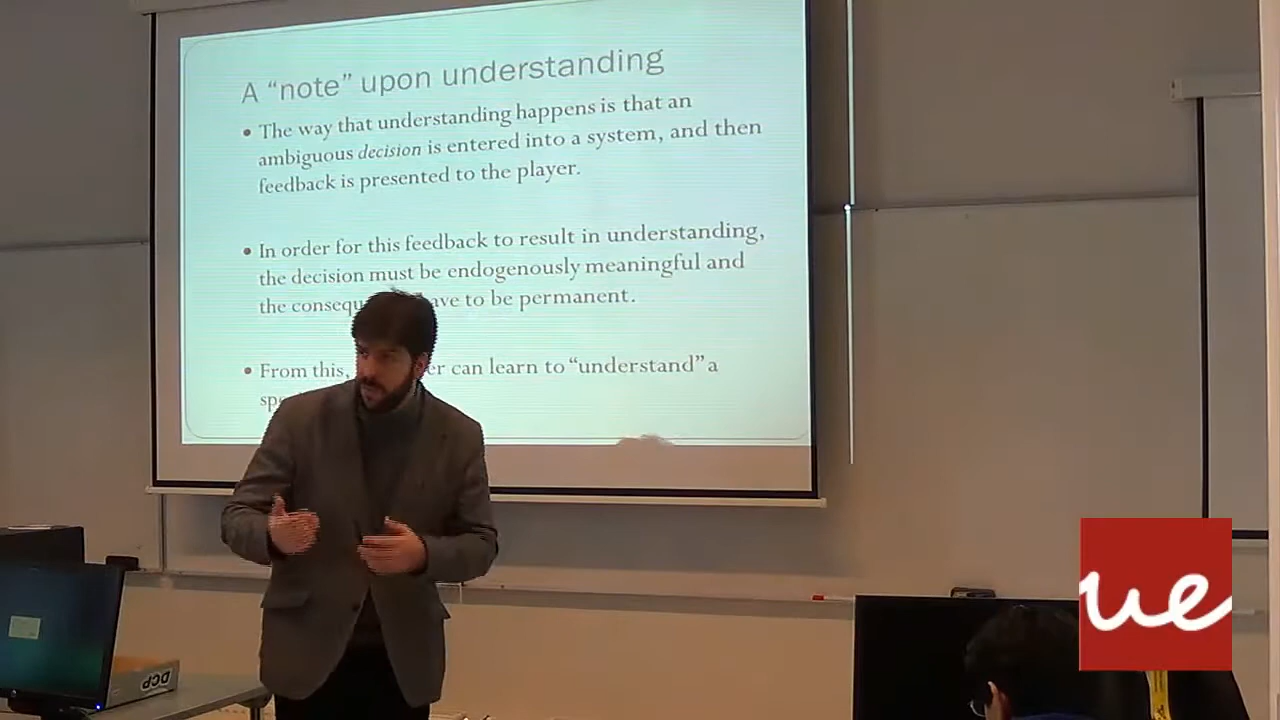 A “note” upon understanding
• The way that understanding happens is that an
ambiguous decision is entered into a system, and then
feedback is presented to the player.
• In order for this feedback to result in understanding,
the decision must be endogenously meaningful and
the ave to be permanent.
• From this, er can learn to “understand” a
ue
DCP